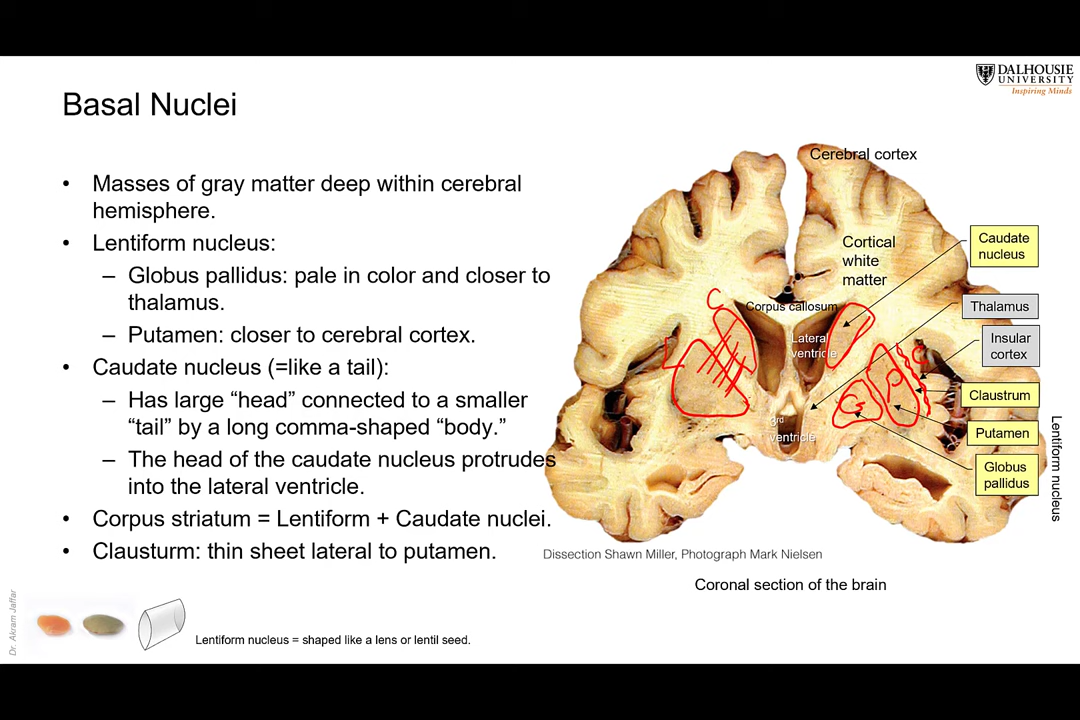 DALHOUSIE
UNIVERSITY
Inspiring Minds
Basal Nuclei
• Masses of gray matter deep within cerebral
hemisphere.
• Lentiform nucleus:
– Globus pallidus: pale in color and closer to
thalamus.
– Putamen: closer to cerebral cortex.
• Caudate nucleus (=like a tail):
– Has large “head” connected to a smaller
“tail” by a long comma-shaped “body.”
– The head of the caudate nucleus protrudes
into the lateral ventricle.
• Corpus striatum = Lentiform + Caudate nuclei.
• Clausturm: thin sheet lateral to putamen.
Cerebral cortex
Cortical
white
matter
Corpus callosum
Lateral
ventricle
3rd
ventricle
C
L
G
P
C
Caudate
nucleus
Thalamus
Insular
cortex
Claustrum
Putamen
Globus
pallidus
Lentiform nucleus
Dissection Shawn Miller, Photograph Mark Nielsen
Coronal section of the brain
Dr. Akram Jaffar
Lentiform nucleus = shaped like a lens or lentil seed.